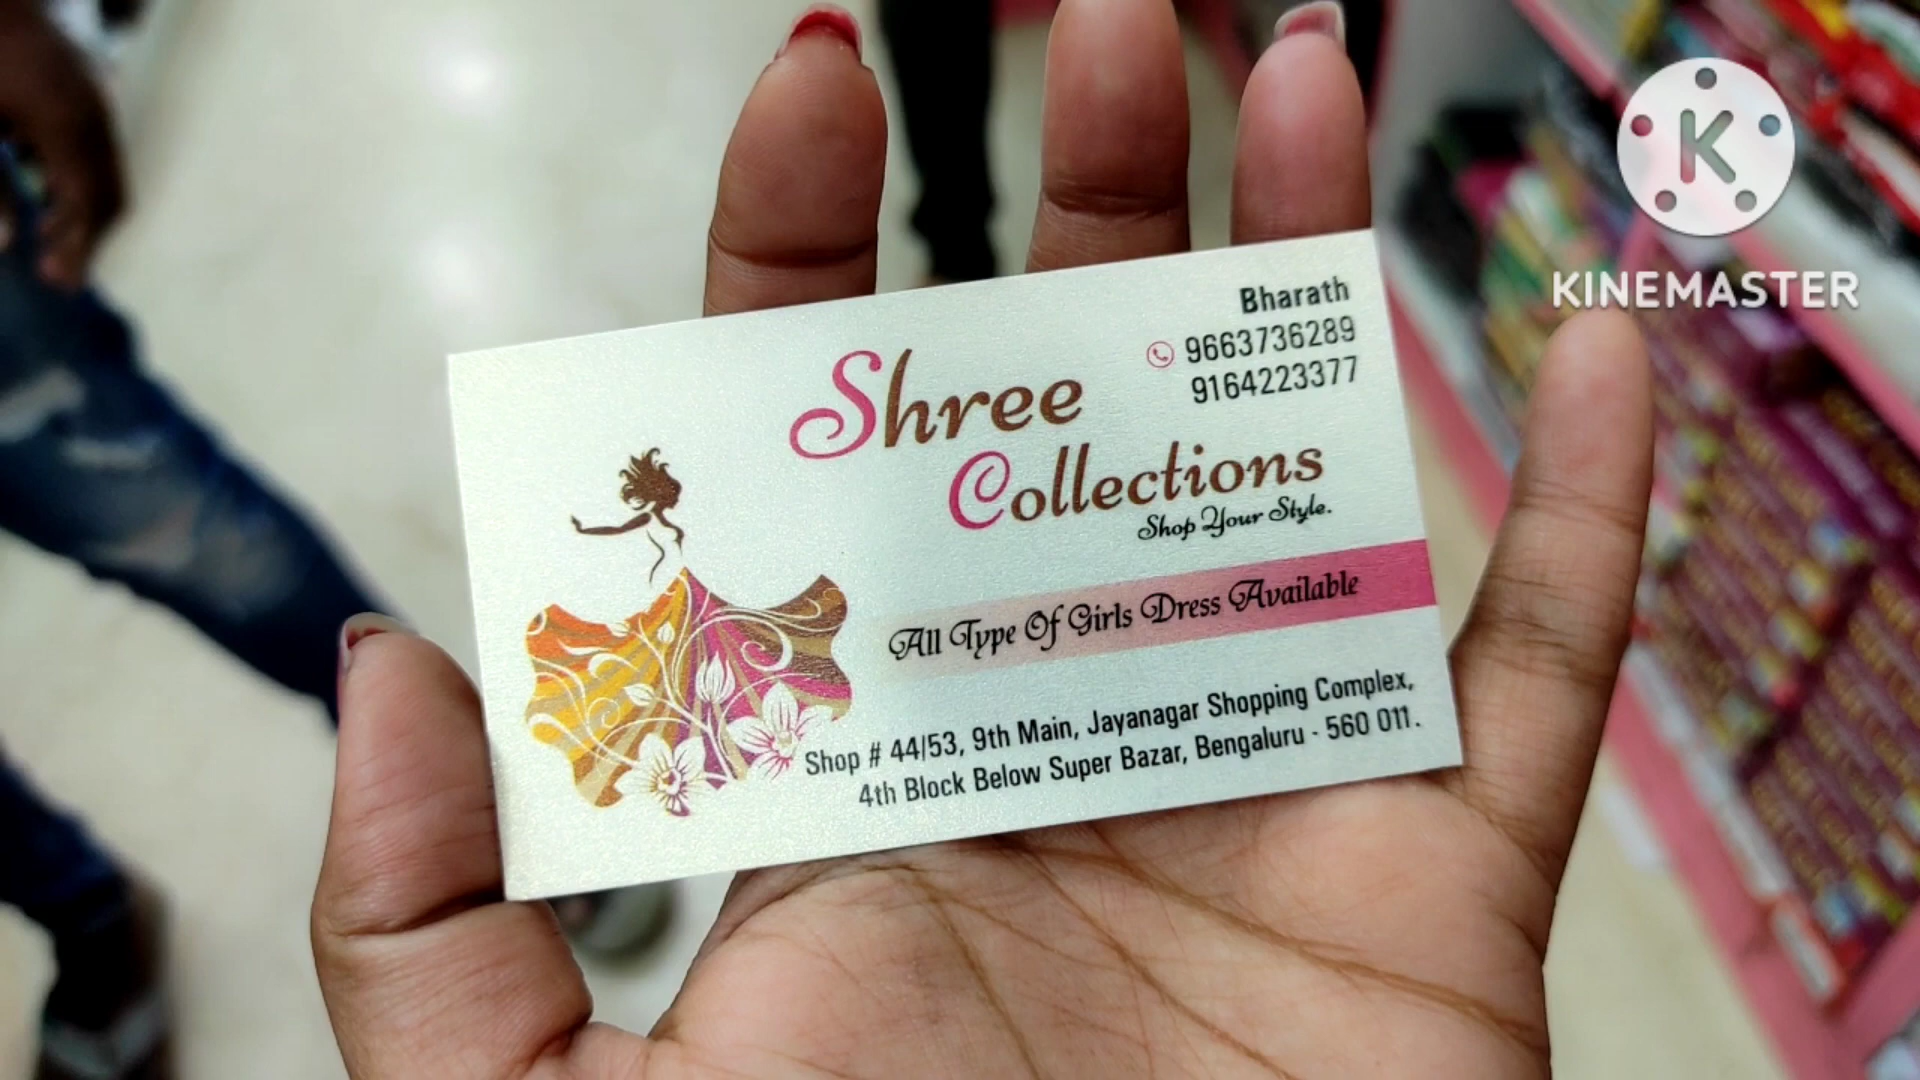 Bharath
9663736289
9164223377
Shree
Collections
Shop Your Style.
All Type Of Girls Dress Available
Shop # 44/53, 9th Main, Jayanagar Shopping Complex,
4th Block Below Super Bazar, Bengaluru - 560 011.
K
KINEMASTER